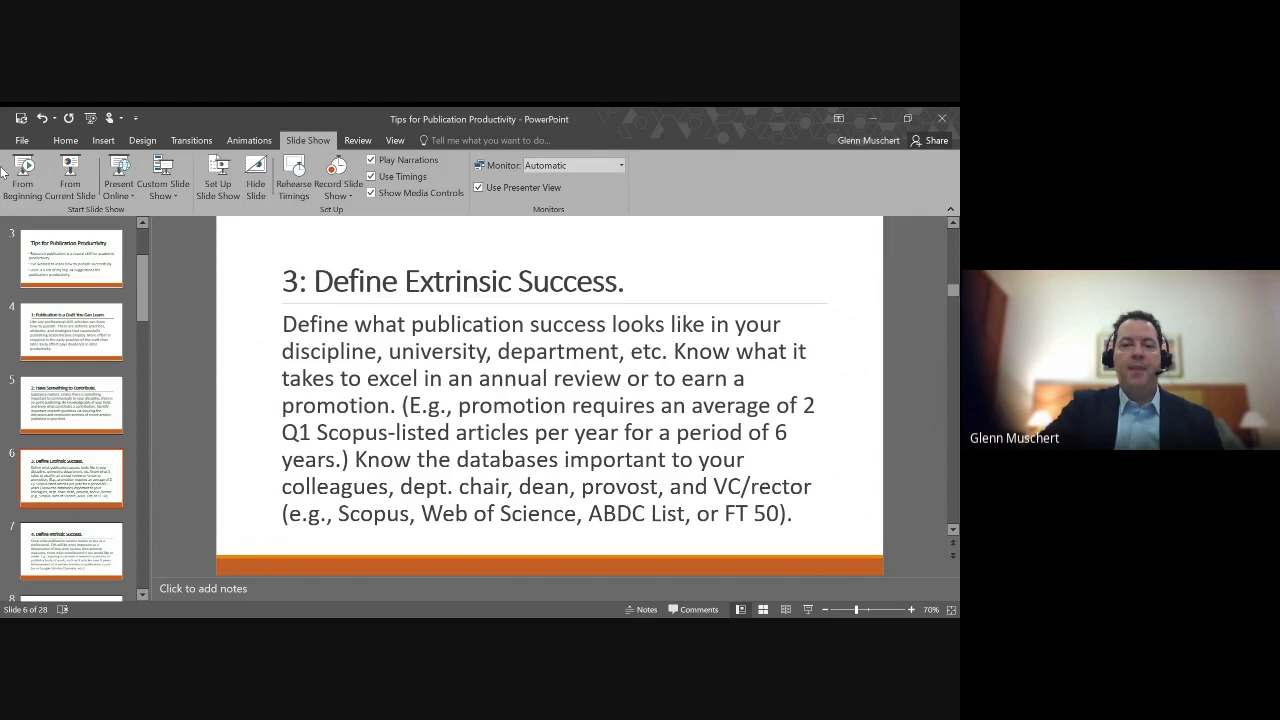 Tips for Publication Productivity - PowerPoint
File Home Insert Design Transitions Animations Slide Show Review View Tell me what you want to do... Glenn Muschert Share
From Beginning
From Current Slide
Present Online
Custom Slide Show
Set Up Slide Show
Hide Slide
Rehearse Timings
Record Slide Show
Play Narrations
Use Timings
Show Media Controls
Monitor: Automatic
Use Presenter View
Start Slide Show
Set Up
Monitors
3
Tips for Publication Productivity
4
1: Publication is a Craft You Can Learn.
5
2: Have Something to Contribute.
6
3: Define Extrinsic Success.
7
4: Define Intrinsic Success.
8
3: Define Extrinsic Success.
Define what publication success looks like in your
discipline, university, department, etc. Know what it
takes to excel in an annual review or to earn a
promotion. (E.g., promotion requires an average of 2
Q1 Scopus-listed articles per year for a period of 6
years.) Know the databases important to your
colleagues, dept. chair, dean, provost, and VC/rector
(e.g., Scopus, Web of Science, ABDC List, or FT 50).
Click to add notes
Slide 6 of 28
Notes
Comments
70%
Glenn Muschert